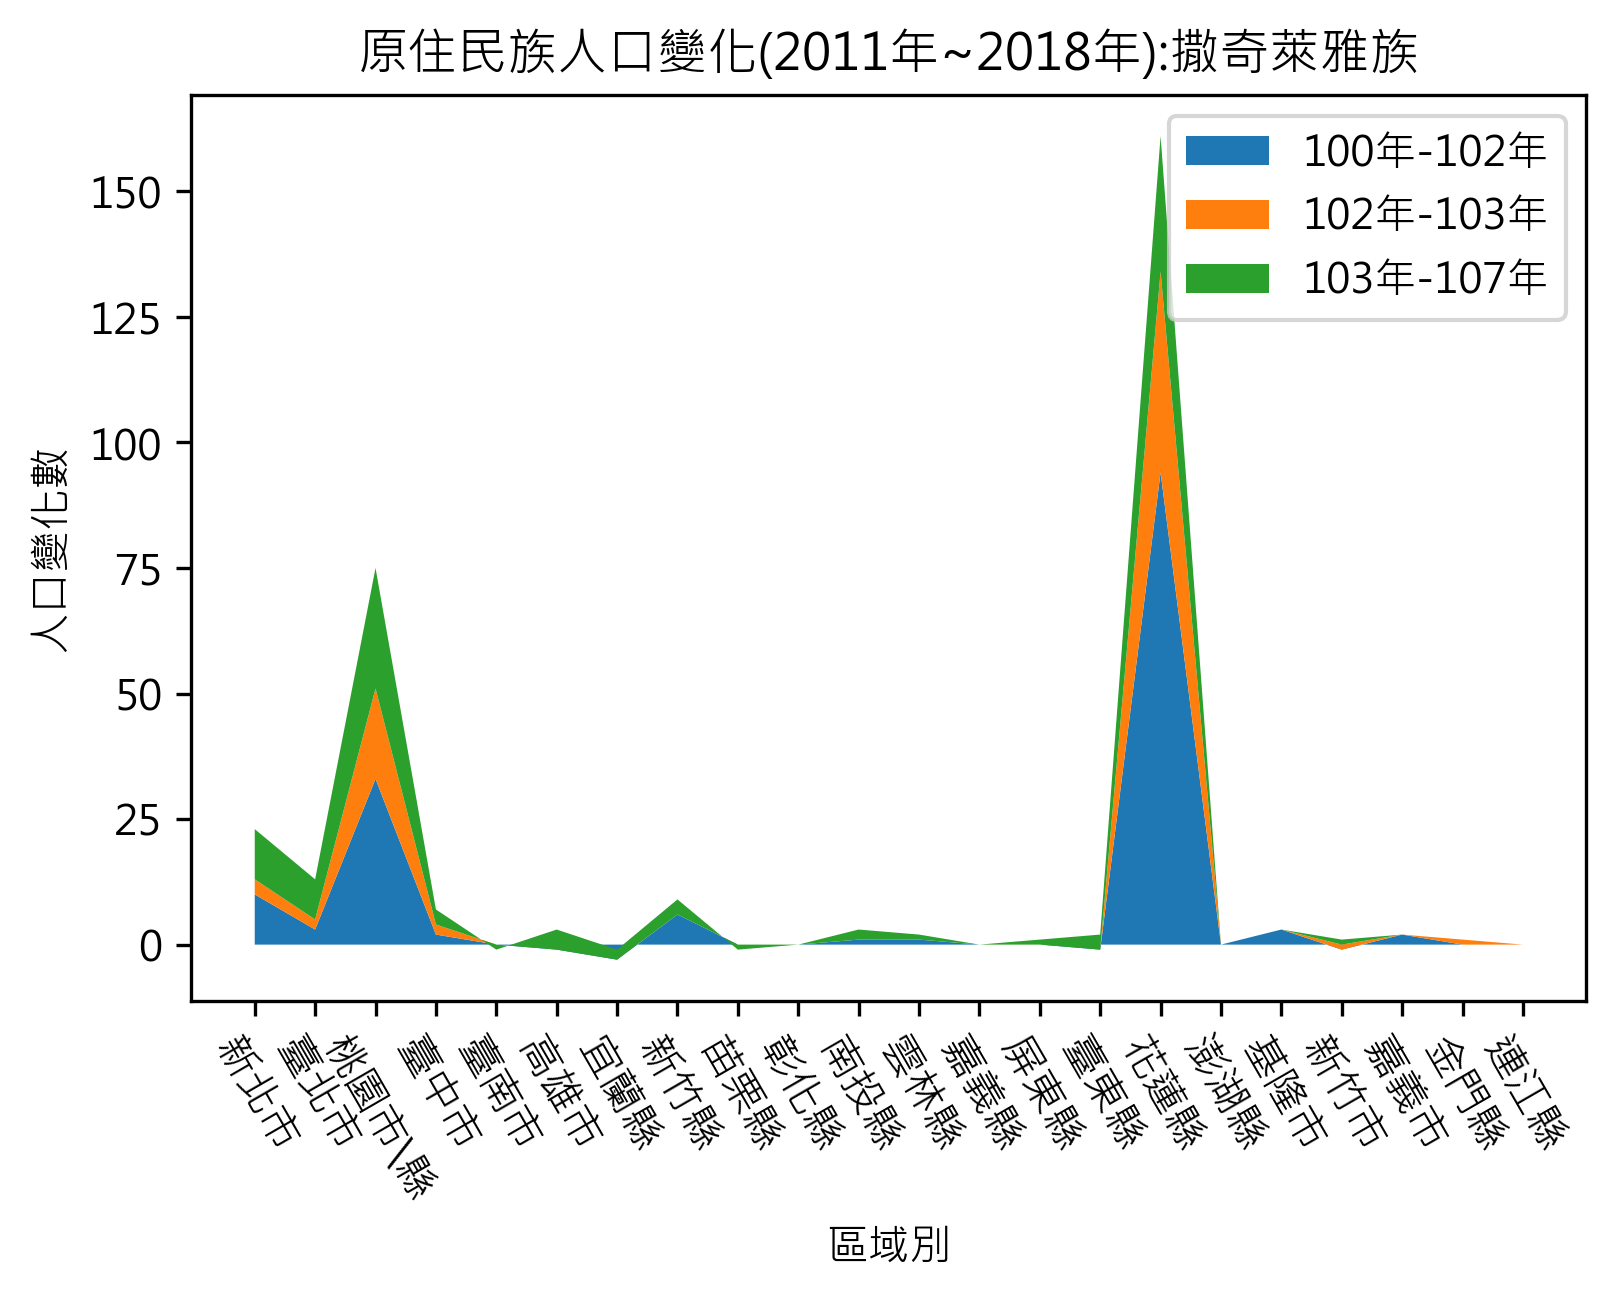 原住民族人口變化(2011年~2018年):撒奇萊雅族
100年-102年
102年-103年
103年-107年
人口變化數
150
125
100
75
50
25
0
新北市
臺北市
桃園市\縣
臺中市
臺南市
高雄市
宜蘭縣
新竹縣
苗栗縣
彰化縣
南投縣
雲林縣
嘉義縣
屏東縣
臺東縣
花蓮縣
澎湖縣
基隆市
新竹市
嘉義市
金門縣
連江縣
區域別